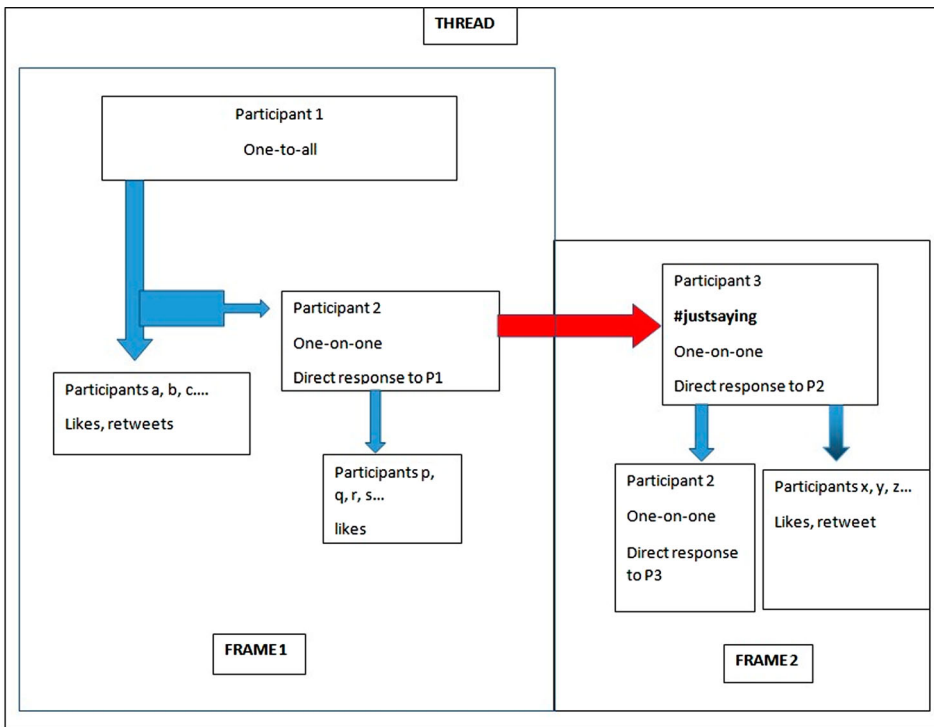 THREAD
Participant 1
One-to-all
Participant 2
One-on-one
Direct response to P1
Participants a, b, c....
Likes, retweets
Participants p,
q, r, s...
likes
FRAME 1
Participant 3
#justsaying
One-on-one
Direct response to P2
Participant 2
One-on-one
Direct response
to P3
Participants x, y, z...
Likes, retweet
FRAME 2